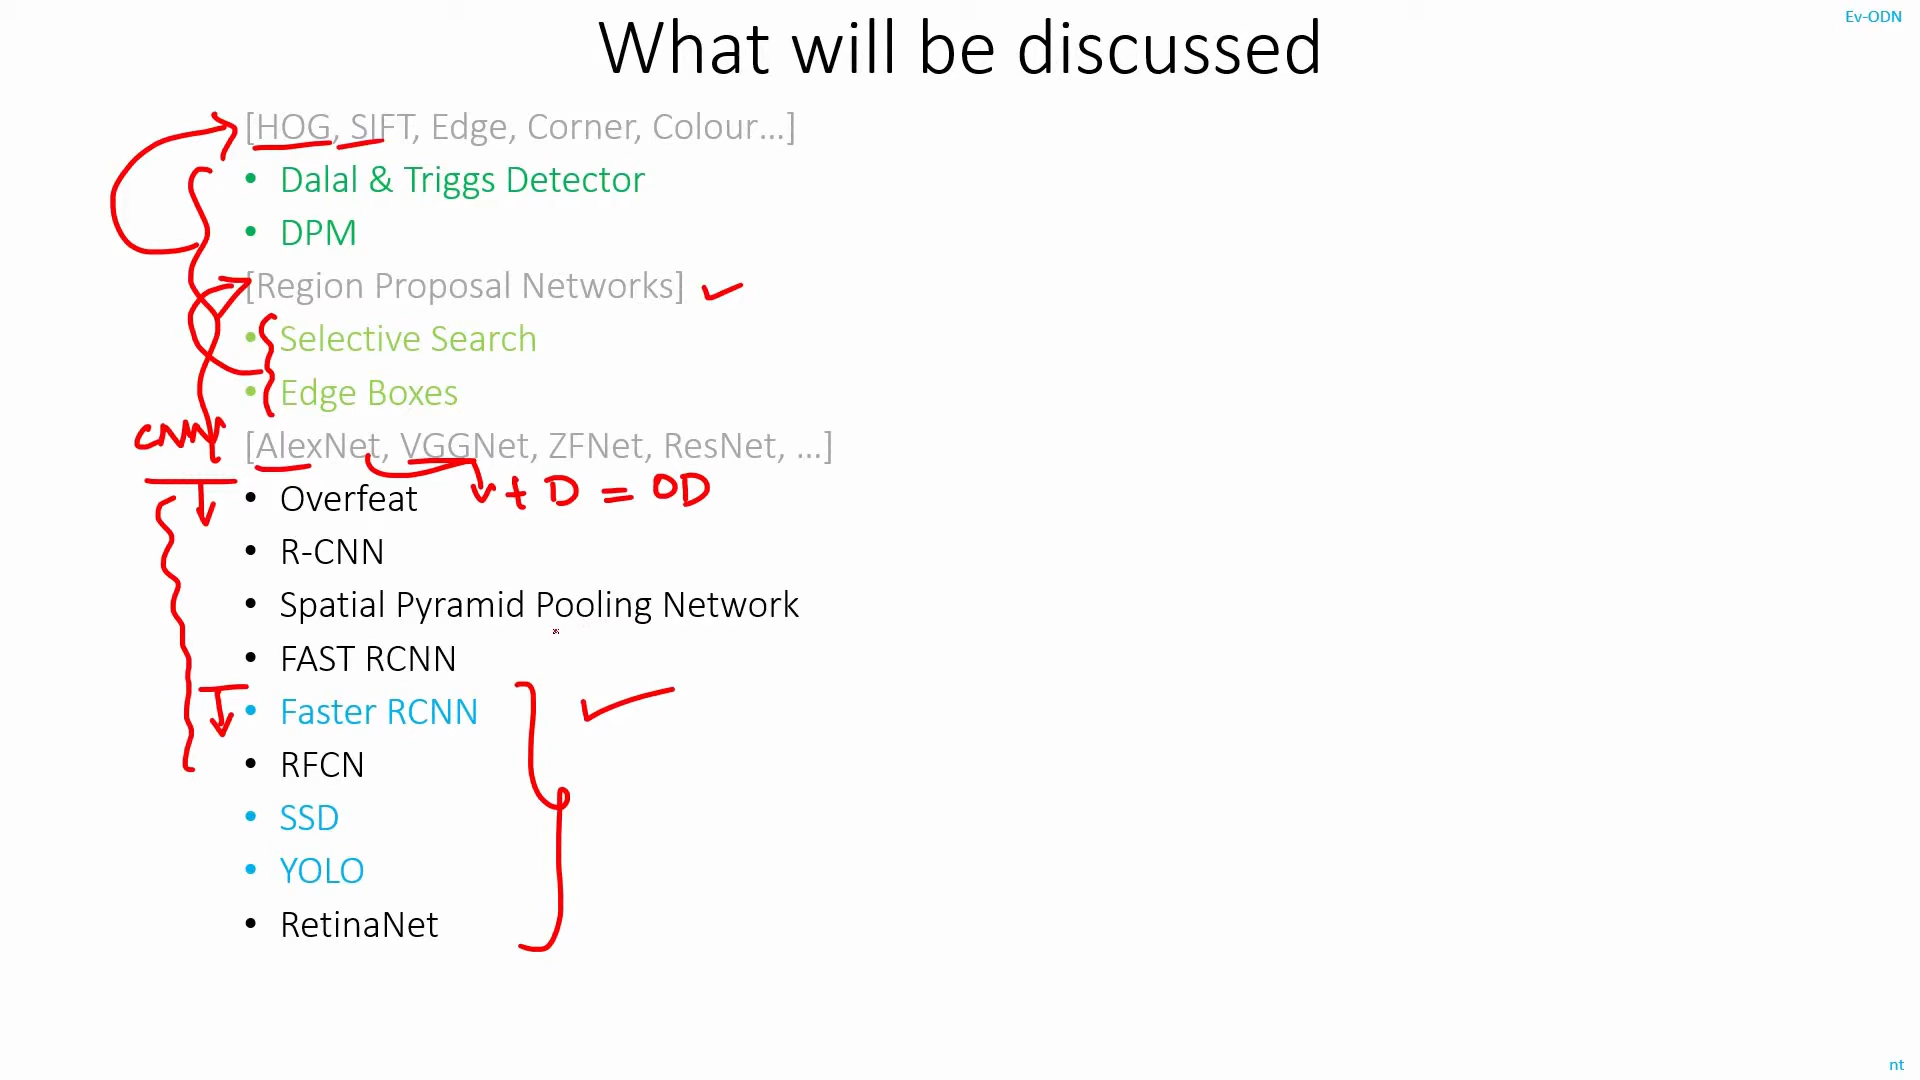 Ev-ODN
What will be discussed
[HOG, SIFT, Edge, Corner, Colour...]
• Dalal & Triggs Detector
• DPM
[Region Proposal Networks]
• Selective Search
• Edge Boxes
CNN
[AlexNet, VGGNet, ZFNet, ResNet, ...]
+ D = OD
• Overfeat
• R-CNN
• Spatial Pyramid Pooling Network
• FAST RCNN
• Faster RCNN
• RFCN
• SSD
• YOLO
• RetinaNet
nt